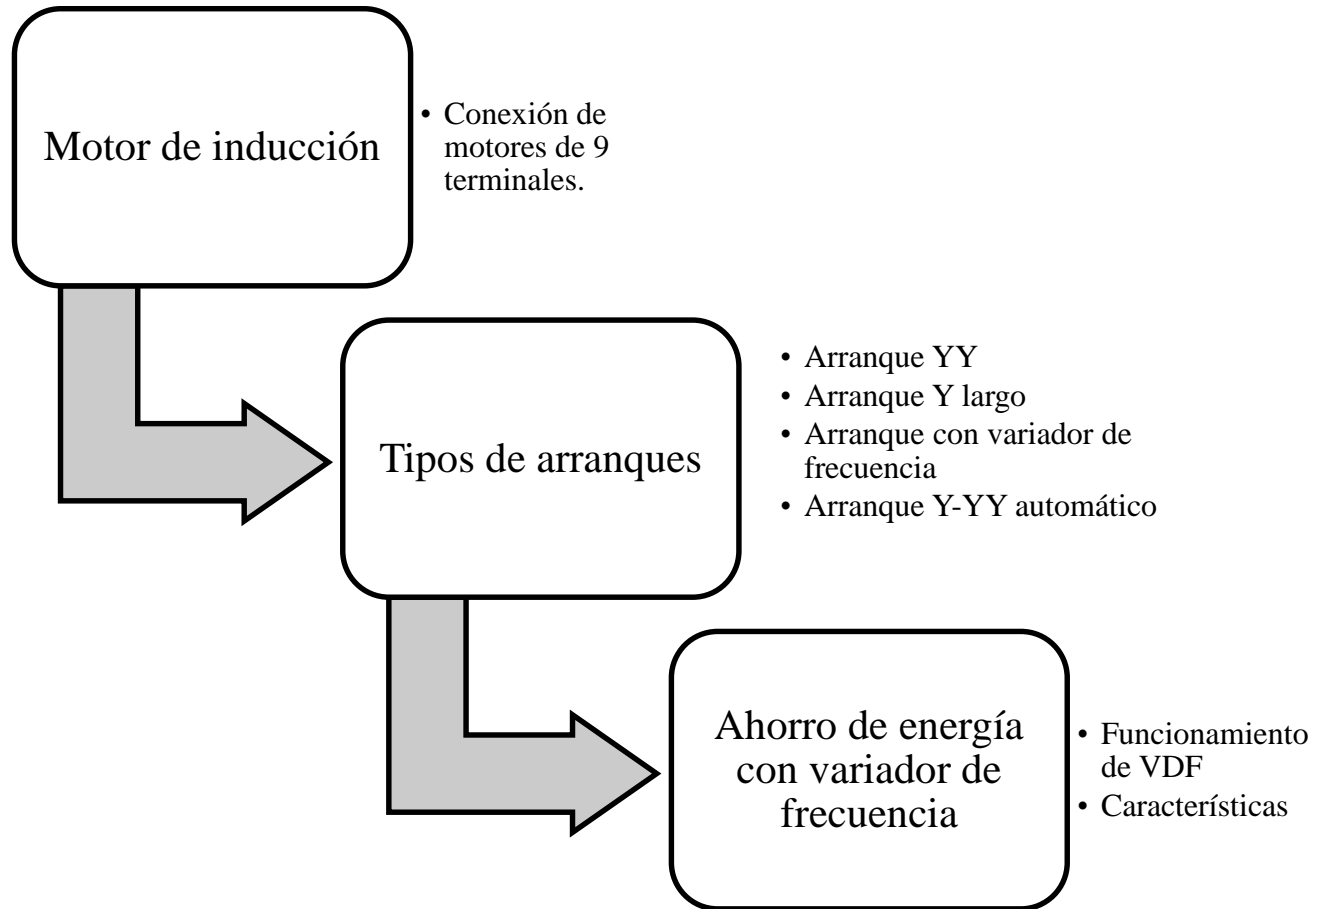 Motor de inducción
• Conexión de
motores de 9
terminales.
Tipos de arranques
• Arranque YY
• Arranque Y largo
• Arranque con variador de
frecuencia
• Arranque Y-YY automático
Ahorro de energía
con variador de
frecuencia
• Funcionamiento
de VDF
• Característísticas